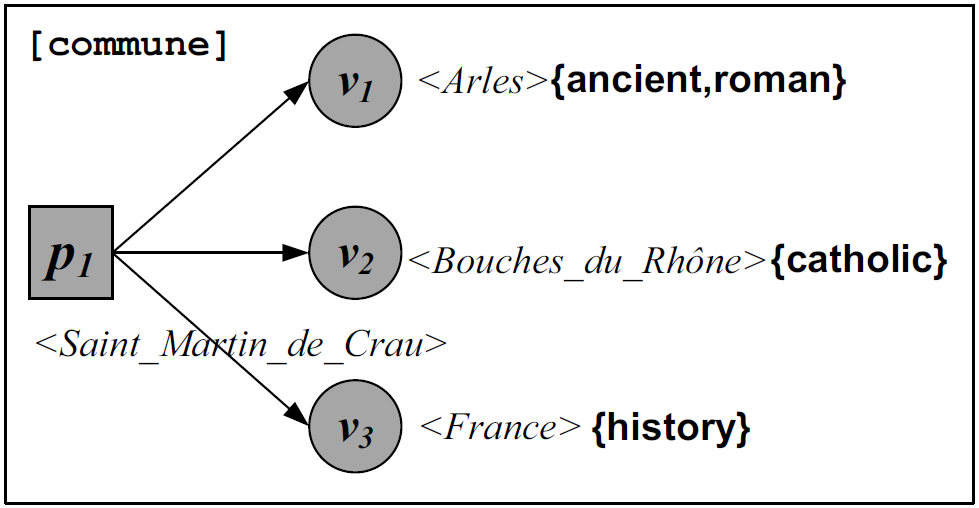 [commune]
v1 <Arles>{ancient,roman}
p1
v2 <Bouches_du_Rhône>{catholic}
<Saint_Martin_de_Crau>
v3 <France> {history}